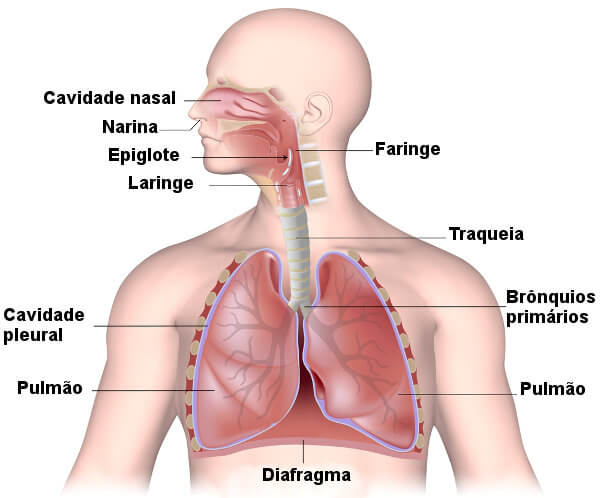 Cavidade nasal
Narina
Epiglote
Laringe
Faringe
Traqueia
Cavidade
pleural
Brônquios
primários
Pulmão
Pulmão
Diafragma